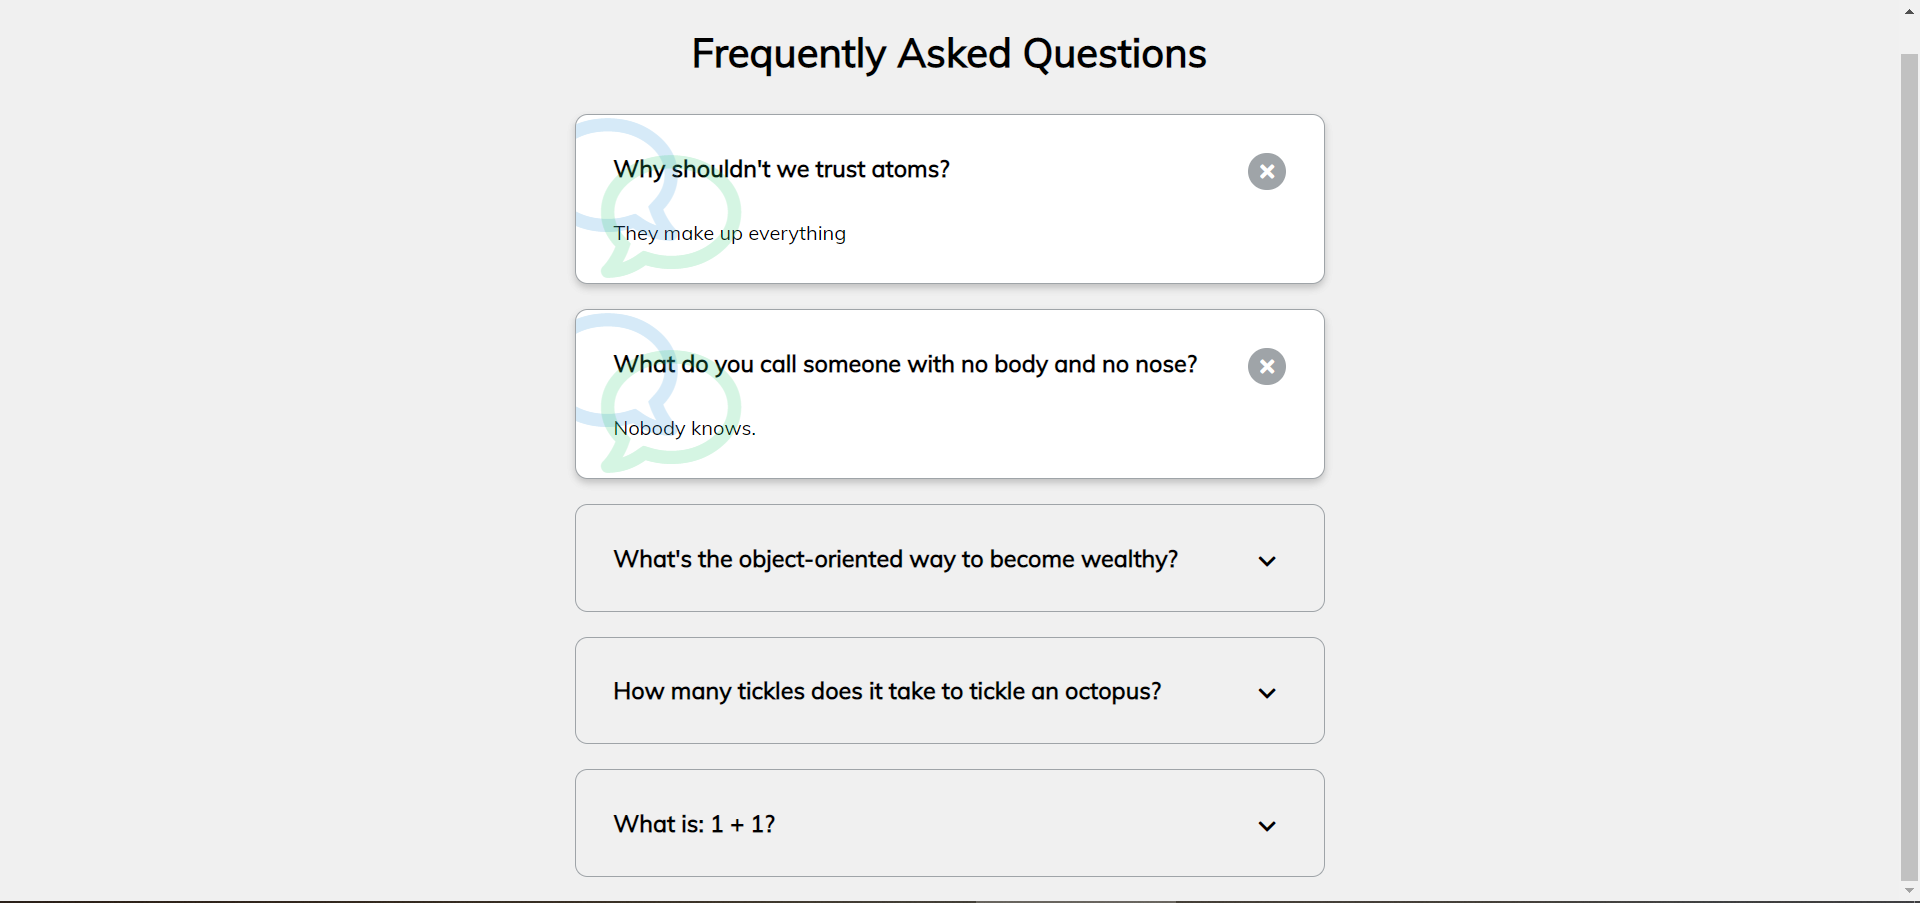 Frequently Asked Questions
Why shouldn't we trust atoms?
They make up everything
What do you call someone with no body and no nose?
Nobody knows.
What's the object-oriented way to become wealthy?
How many tickles does it take to tickle an octopus?
What is: 1 + 1?